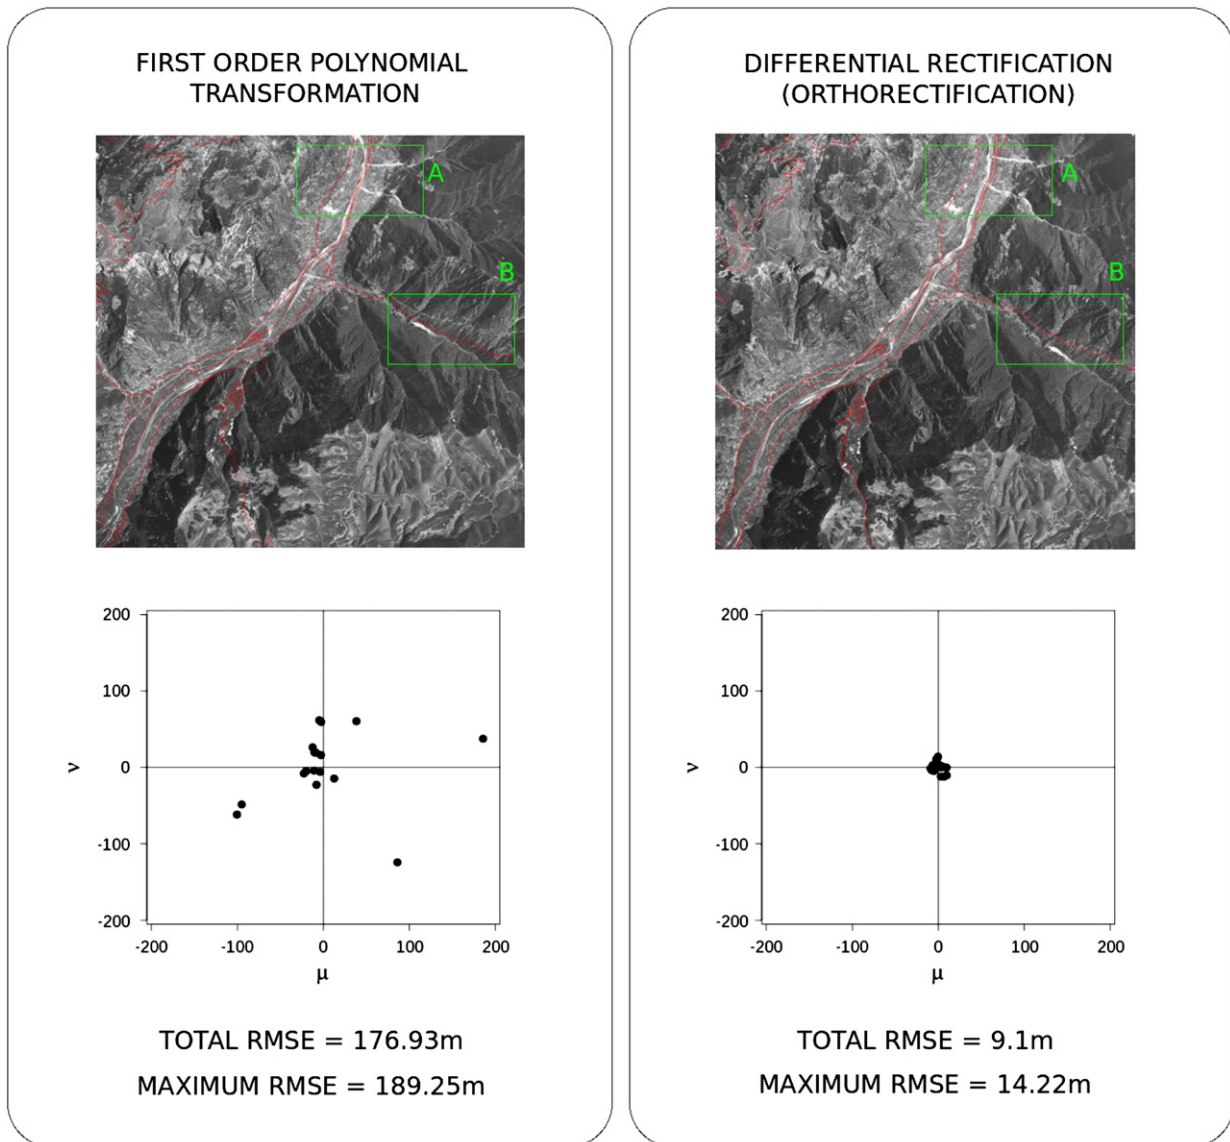 FIRST ORDER POLYNOMIAL
TRANSFORMATION
A
B
200
100
0
-100
-200
ν
-200
-100
0
100
200
μ
TOTAL RMSE = 176.93m
MAXIMUM RMSE = 189.25m
DIFFERENTIAL RECTIFICATION
(ORTHORECTIFICATION)
A
B
200
100
0
-100
-200
ν
-200
-100
0
100
200
μ
TOTAL RMSE = 9.1m
MAXIMUM RMSE = 14.22m